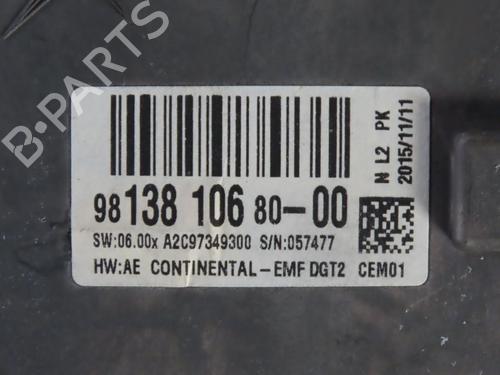 B-PARTS
98 138 106 80-00
SW:06.00x A2C97349300 S/N:057477
HW:AE CONTINENTAL-EMF DGT2 CEM01
N L2 PK
2015/11/11